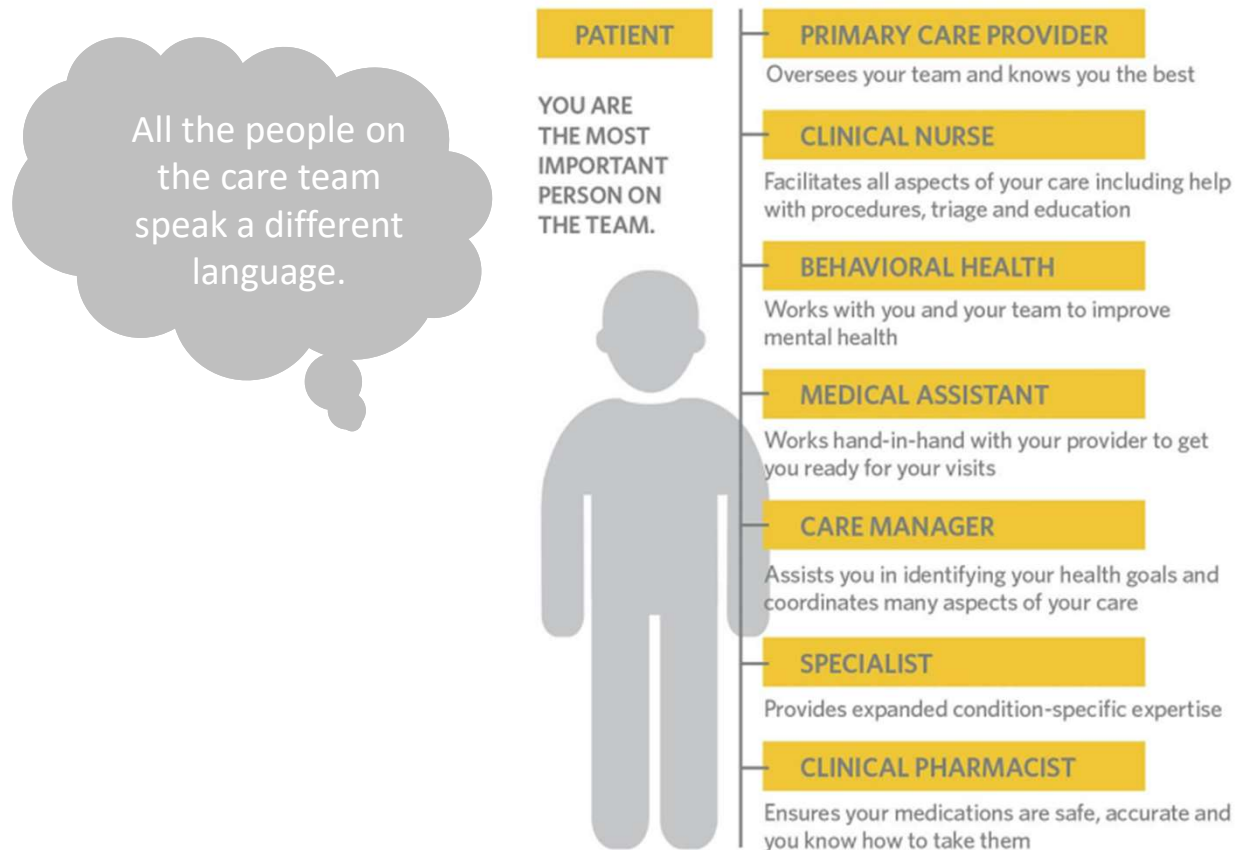 All the people on
the care team
speak a different
language.
PATIENT
YOU ARE
THE MOST
IMPORTANT
PERSON ON
THE TEAM.
PRIMARY CARE PROVIDER
Oversees your team and knows you the best
CLINICAL NURSE
Facilitates all aspects of your care including help
with procedures, triage and education
BEHAVIORAL HEALTH
Works with you and your team to improve
mental health
MEDICAL ASSISTANT
Works hand-in-hand with your provider to get
you ready for your visits
CARE MANAGER
Assists you in identifying your health goals and
coordinates many aspects of your care
SPECIALIST
Provides expanded condition-specific expertise
CLINICAL PHARMACIST
Ensures your medications are safe, accurate and
you know how to take them